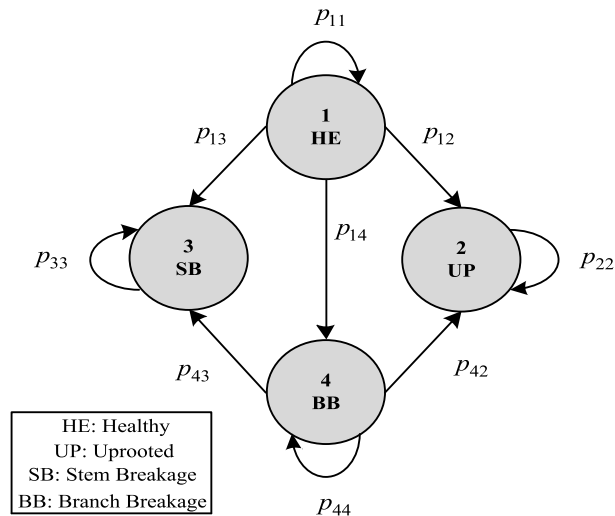 p11
1
HE
p13
p12
p14
3
SB
2
UP
p33
p22
p43
p42
4
BB
p44
HE: Healthy
UP: Uprooted
SB: Stem Breakage
BB: Branch Breakage